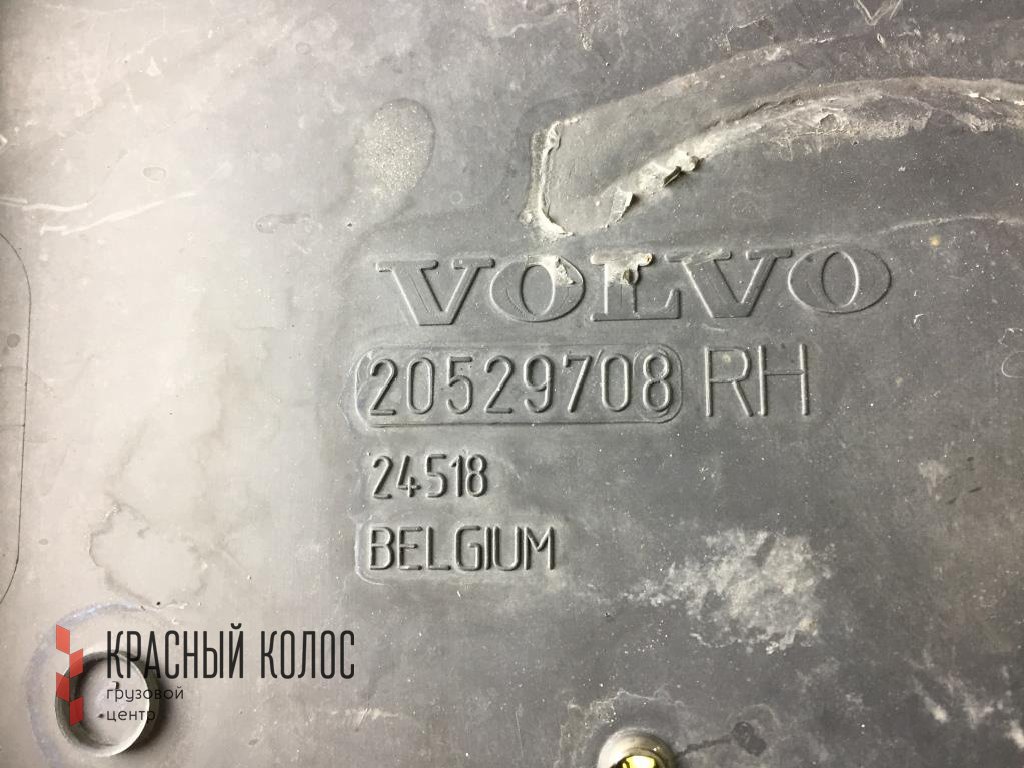 VOLVO
20529708 RH
24518
BELGIUM
КРАСНЫЙ КОЛОС
грузовой
центр